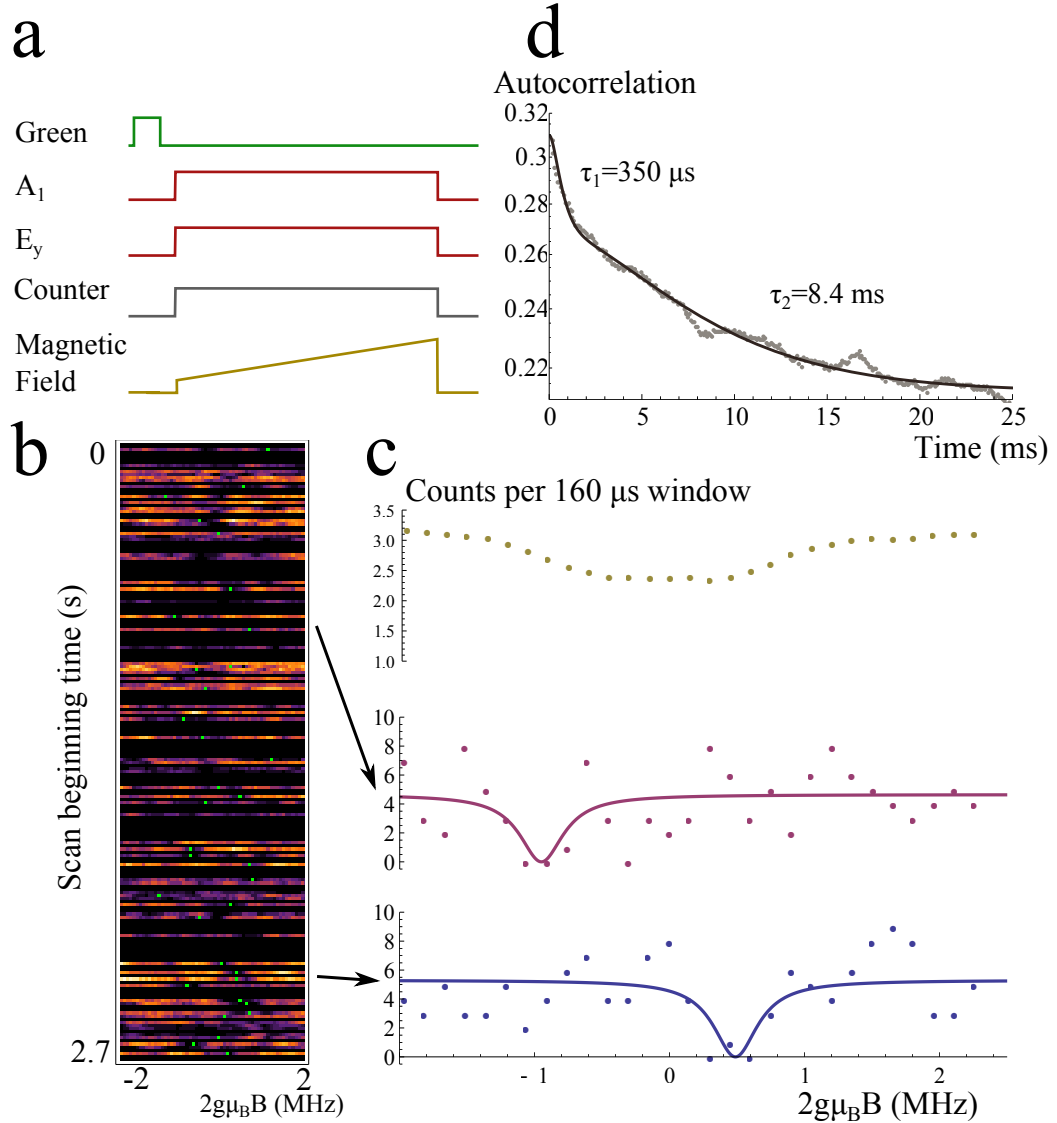 a
Green
A1
Ey
Counter
Magnetic
Field
d
Autocorrelation
0.32
0.3
0.28
0.26
0.24
0.22
τ1=350 μs
τ2=8.4 ms
0 5 10 15 20 25
Time (ms)
b
0
Scan beginning time (s)
2.7
-2 2
2gμBB (MHz)
c
Counts per 160 μs window
3.5
3.0
2.5
2.0
1.5
1.0
10
8
6
4
2
0
10
8
6
4
2
0
- 1 0 1 2
2gμBB (MHz)